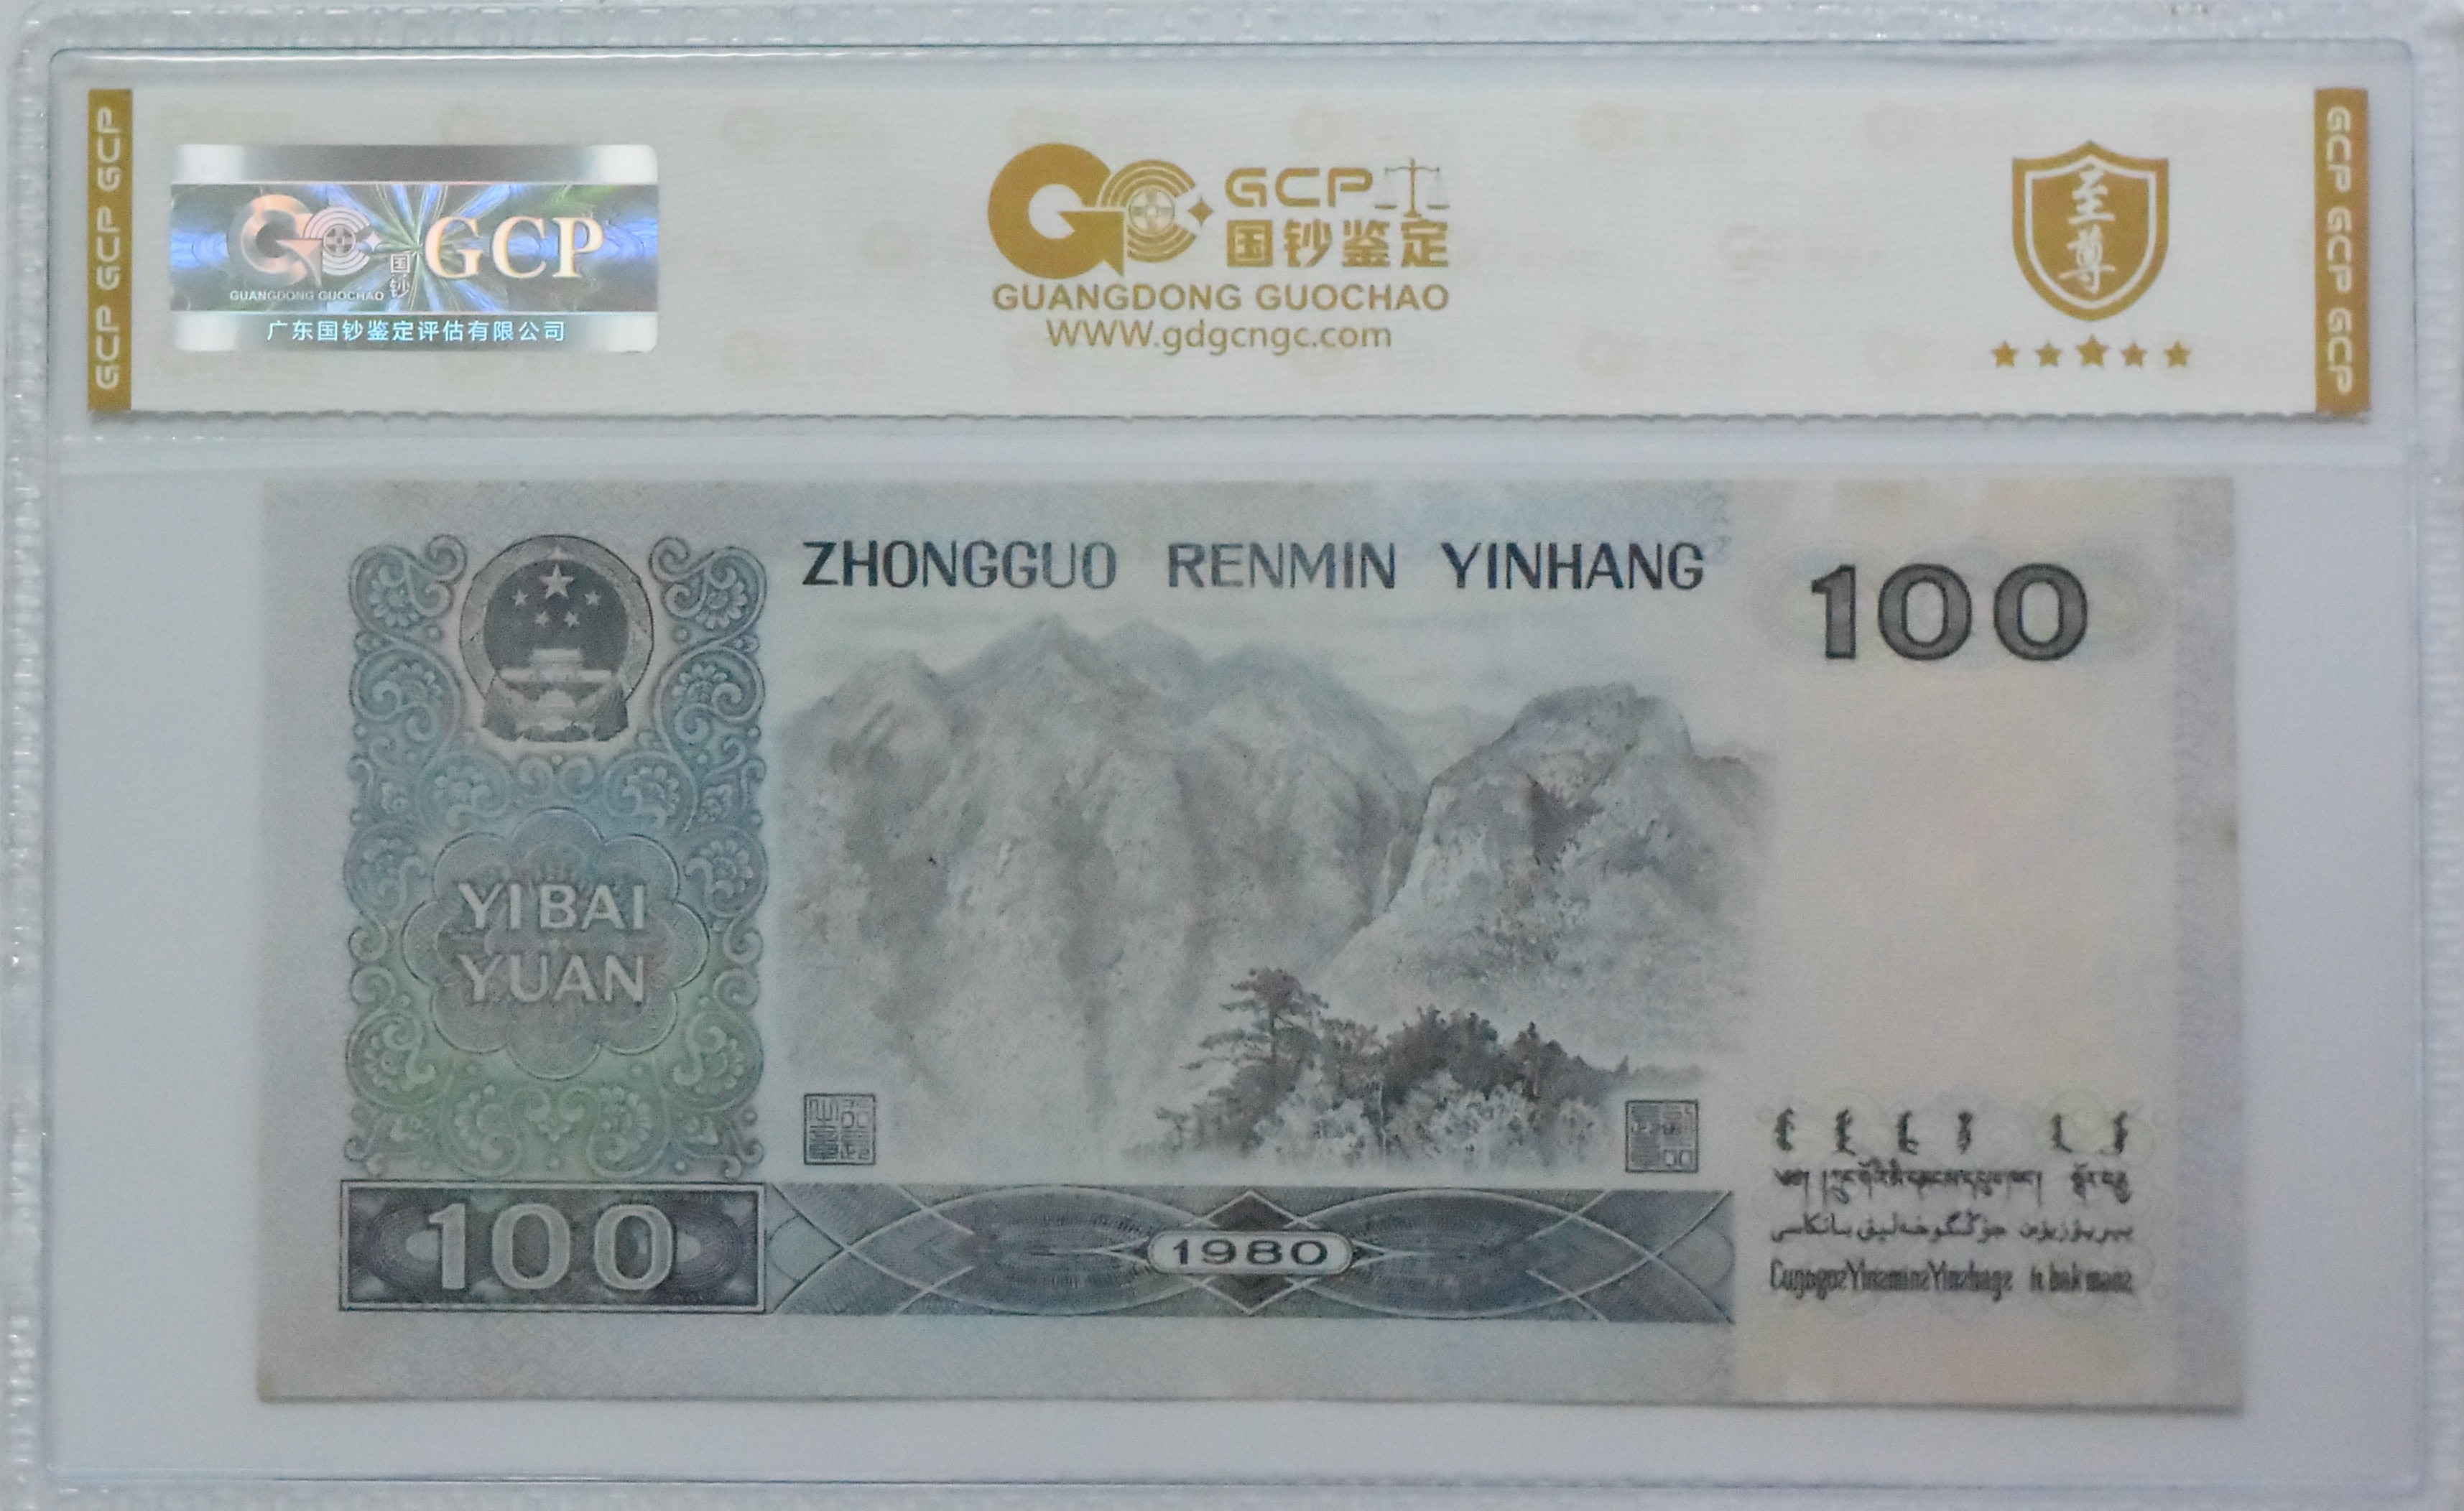 GCP GCP GCP
GC 国钞 GCP
GUANGDONG GUOCHAO
广东国钞鉴定评估有限公司
GC GCP
国钞鉴定
GUANGDONG GUOCHAO
WWW.gdgcngc.com
至尊
GCP GCP GCP
ZHONGGUO RENMIN YINHANG
100
YI BAI
YUAN
100
1980